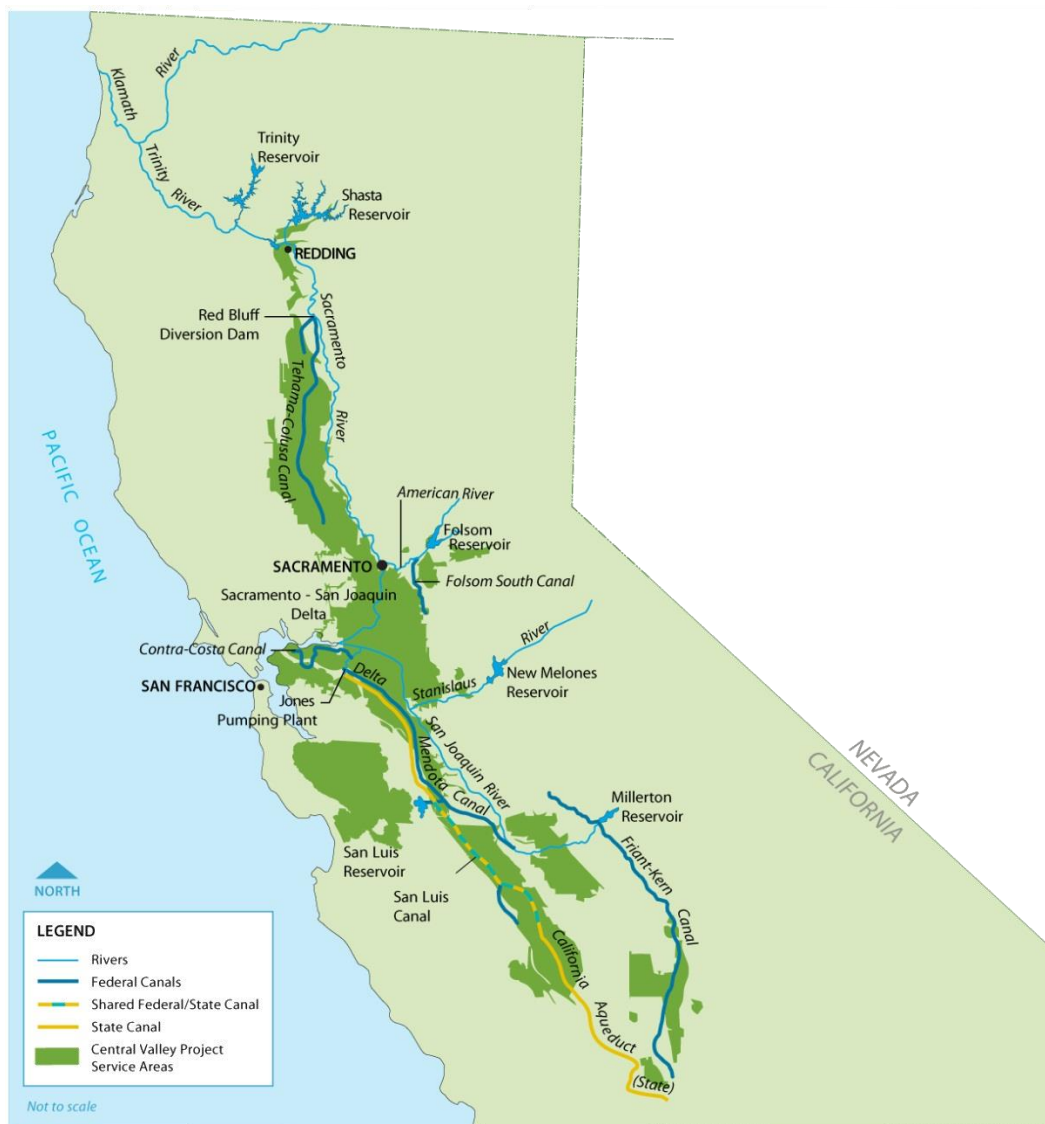 Klamath
River
Trinity
River
Trinity
Reservoir
Shasta
Reservoir
REDDING
Red Bluff
Diversion Dam
Sacramento
River
Tehama-Colusa Canal
American River
Folsom
Reservoir
SACRAMENTO
Folsom South Canal
Sacramento - San Joaquin
Delta
PACIFIC OCEAN
Contra-Costa Canal
SAN FRANCISCO
Jones
Pumping Plant
Delta
Mendota Canal
Stanislaus
River
New Melones
Reservoir
San Joaquin River
NEVADA
CALIFORNIA
Millerton
Reservoir
Friant-Kern
Canal
San Luis
Reservoir
San Luis
Canal
California
Aqueduct
(State)
NORTH
LEGEND
Rivers
Federal Canals
Shared Federal/State Canal
State Canal
Central Valley Project
Service Areas
Not to scale